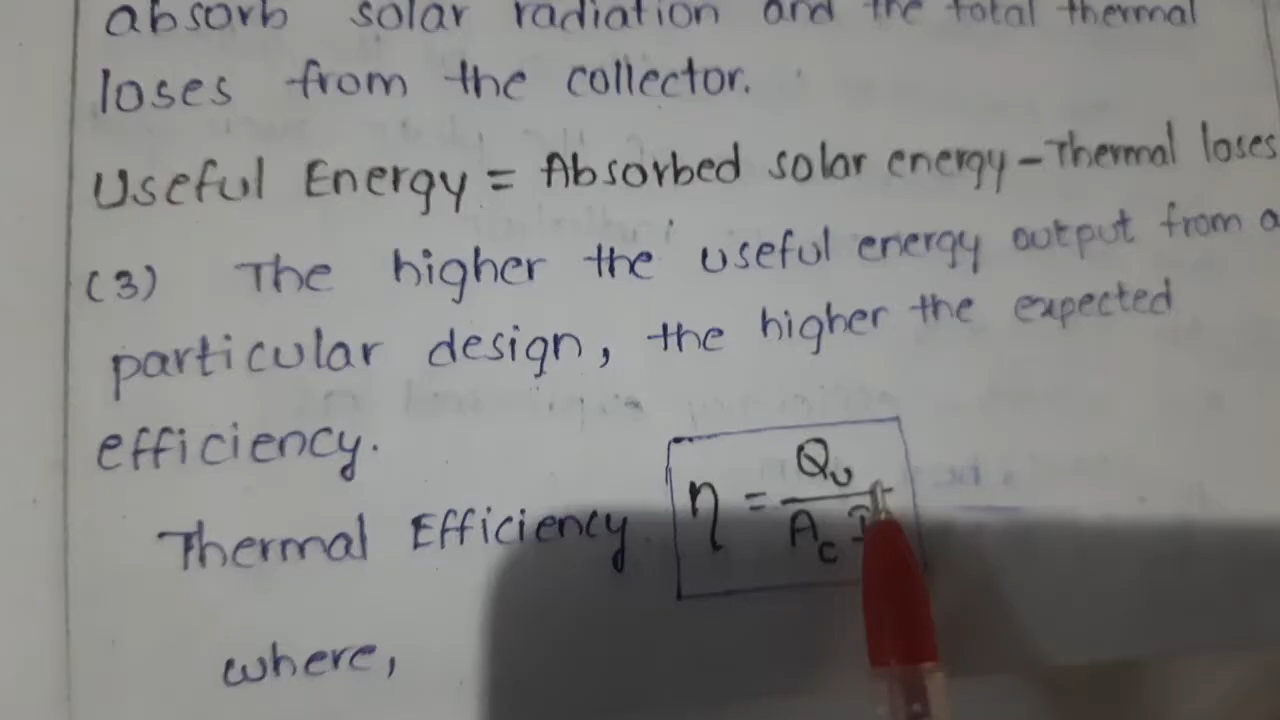 absorb solar radiation and the total thermal
loses from the collector.
Useful Energy = Absorbed solar energy - Thermal loses
(3) The higher the useful energy output from a
particular design, the higher the expected
efficiency.
Thermal Efficiency η = Qu / Ac
where,